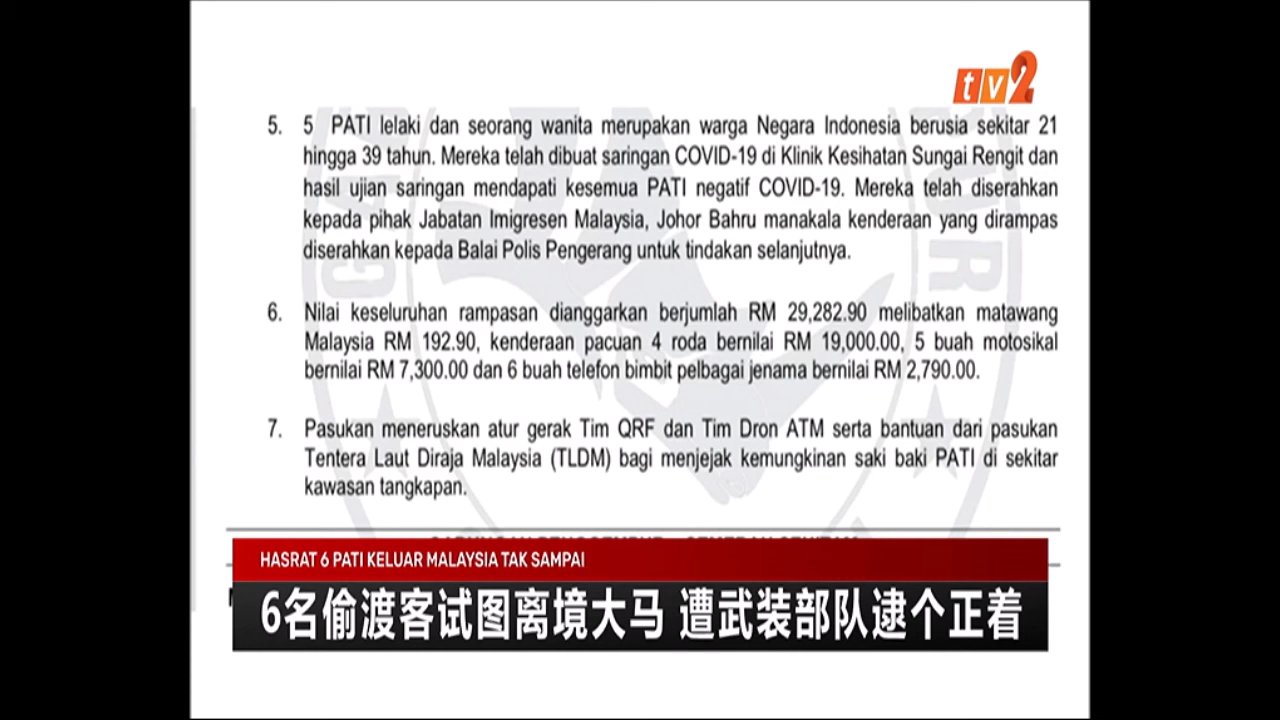 tv2
5. 5 PATI lelaki dan seorang wanita merupakan warga Negara Indonesia berusia sekitar 21
hingga 39 tahun. Mereka telah dibuat saringan COVID-19 di Klinik Kesihatan Sungai Rengit dan
hasil ujian saringan mendapati kesemua PATI negatif COVID-19. Mereka telah diserahkan
kepada pihak Jabatan Imigresen Malaysia, Johor Bahru manakala kenderaan yang dirampas
diserahkan kepada Balai Polis Pengerang untuk tindakan selanjutnya.
6. Nilai keseluruhan rampasan dianggarkan berjumlah RM 29,282.90 melibatkan matawang
Malaysia RM 192.90, kenderaan pacuan 4 roda bernilai RM 19,000.00, 5 buah motosikal
bernilai RM 7,300.00 dan 6 buah telefon bimbit pelbagai jenama bernilai RM 2,790.00.
7. Pasukan meneruskan atur gerak Tim QRF dan Tim Dron ATM serta bantuan dari pasukan
Tentera Laut Diraja Malaysia (TLDM) bagi menjejak kemungkinan saki baki PATI di sekitar
kawasan tangkapan.
HASRAT 6 PATI KELUAR MALAYSIA TAK SAMPAI
6名偷渡客试图离境大马 遭武装部队逮个正着